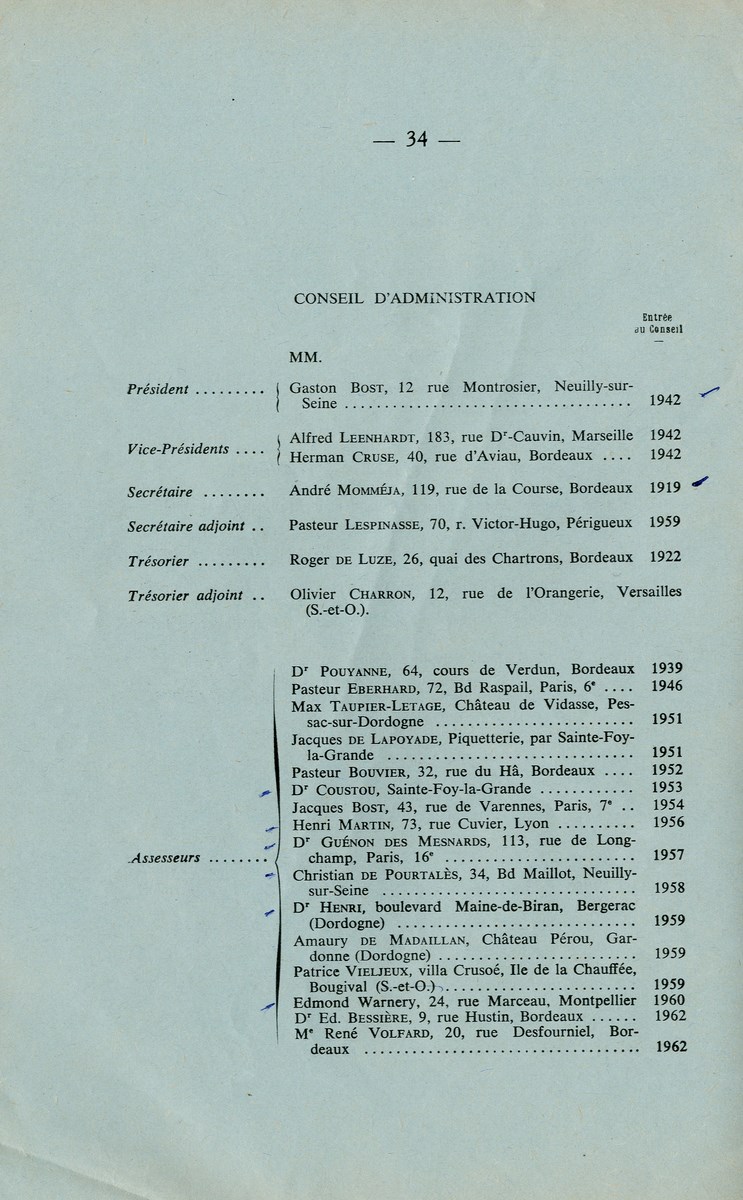 — 34 —
CONSEIL D'ADMINISTRATION
Entrée
au Conseil
MM.
Président ......... Gaston BOST, 12 rue Montrosier, Neuilly-sur-
Seine .................................... 1942
Vice-Présidents .... Alfred LEENHARDT, 183, rue Dr-Cauvin, Marseille 1942
Herman CRUSE, 40, rue d'Aviau, Bordeaux .... 1942
Secrétaire ........ André MOMMÉJA, 119, rue de la Course, Bordeaux 1919
Secrétaire adjoint .. Pasteur LESPINASSE, 70, r. Victor-Hugo, Périgueux 1959
Trésorier ......... Roger DE LUZE, 26, quai des Chartrons, Bordeaux 1922
Trésorier adjoint .. Olivier CHARRON, 12, rue de l'Orangerie, Versailles
(S.-et-O.).
Assesseurs ........
Dr POUYANNE, 64, cours de Verdun, Bordeaux 1939
Pasteur EBERHARD, 72, Bd Raspail, Paris, 6e .... 1946
Max TAUPIER-LETAGE, Château de Vidasse, Pes-
sac-sur-Dordogne ......................... 1951
Jacques DE LAPOYADE, Piquetterie, par Sainte-Foy-
la-Grande ............................... 1951
Pasteur BOUVIER, 32, rue du Hâ, Bordeaux .... 1952
Dr COUSTOU, Sainte-Foy-la-Grande ............ 1953
Jacques BOST, 43, rue de Varennes, Paris, 7e .. 1954
Henri MARTIN, 73, rue Cuvier, Lyon .......... 1956
Dr GUÉNON DES MESNARDS, 113, rue de Long-
champ, Paris, 16e ........................ 1957
Christian DE POURTALÈS, 34, Bd Maillot, Neuilly-
sur-Seine ................................ 1958
Dr HENRI, boulevard Maine-de-Biran, Bergerac
(Dordogne) .............................. 1959
Amaury DE MADAILLAN, Château Pérou, Gar-
donne (Dordogne) ......................... 1959
Patrice VIELJEUX, villa Crusoé, Ile de la Chauffée,
Bougival (S.-et-O.) ........................ 1959
Edmond Warnery, 24, rue Marceau, Montpellier 1960
Dr Ed. BESSIÈRE, 9, rue Hustin, Bordeaux ...... 1962
Me René VOLFARD, 20, rue Desfourniel, Bor-
deaux ................................... 1962